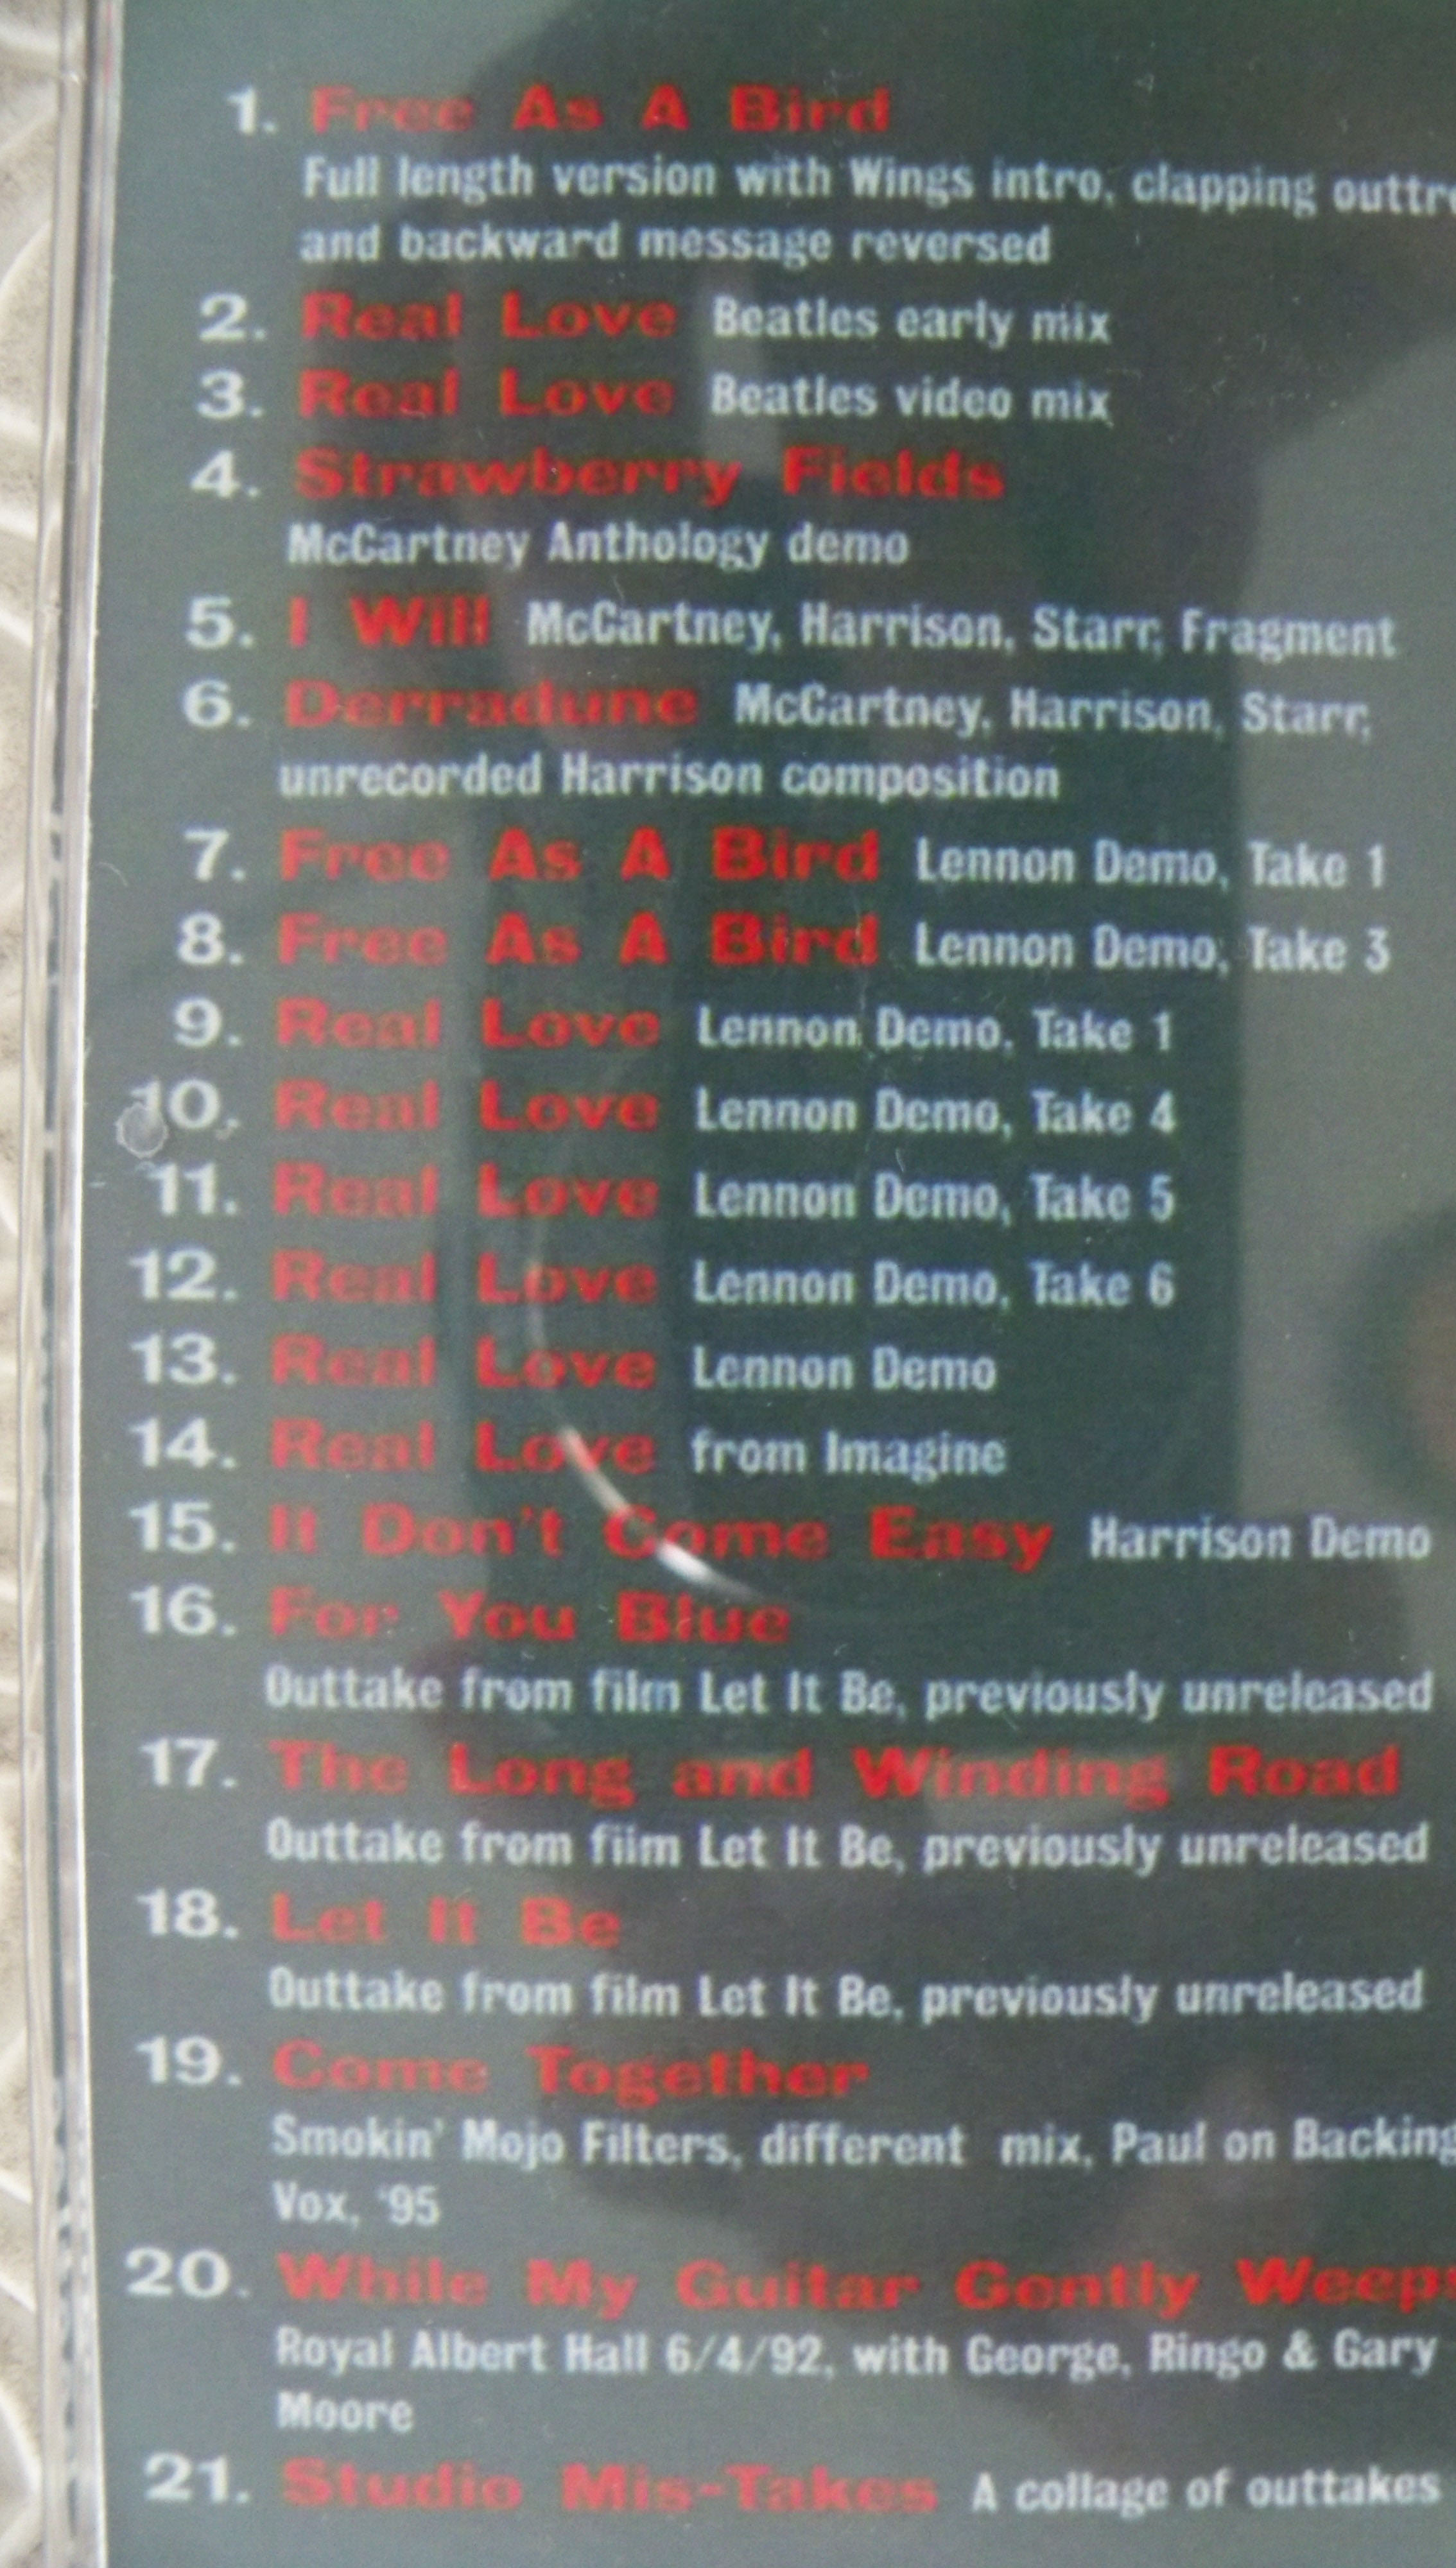 1. Free As A Bird
Full length version with Wings intro, clapping outtro
and backward message reversed
2. Real Love Beatles early mix
3. Real Love Beatles video mix
4. Strawberry Fields
McCartney Anthology demo
5. I Will McCartney, Harrison, Starr, Fragment
6. Derradune McCartney, Harrison, Starr,
unrecorded Harrison composition
7. Free As A Bird Lennon Demo, Take 1
8. Free As A Bird Lennon Demo, Take 3
9. Real Love Lennon Demo, Take 1
10. Real Love Lennon Demo, Take 4
11. Real Love Lennon Demo, Take 5
12. Real Love Lennon Demo, Take 6
13. Real Love Lennon Demo
14. Real Love from Imagine
15. It Don't Come Easy Harrison Demo
16. For You Blue
Outtake from film Let It Be, previously unreleased
17. The Long and Winding Road
Outtake from film Let It Be, previously unreleased
18. Let It Be
Outtake from film Let It Be, previously unreleased
19. Come Together
Smokin' Mojo Filters, different mix, Paul on Backing
Vox, '95
20. While My Guitar Gently Weeps
Royal Albert Hall 6/4/92, with George, Ringo & Gary
Moore
21. Studio Mis-Takes A collage of outtakes